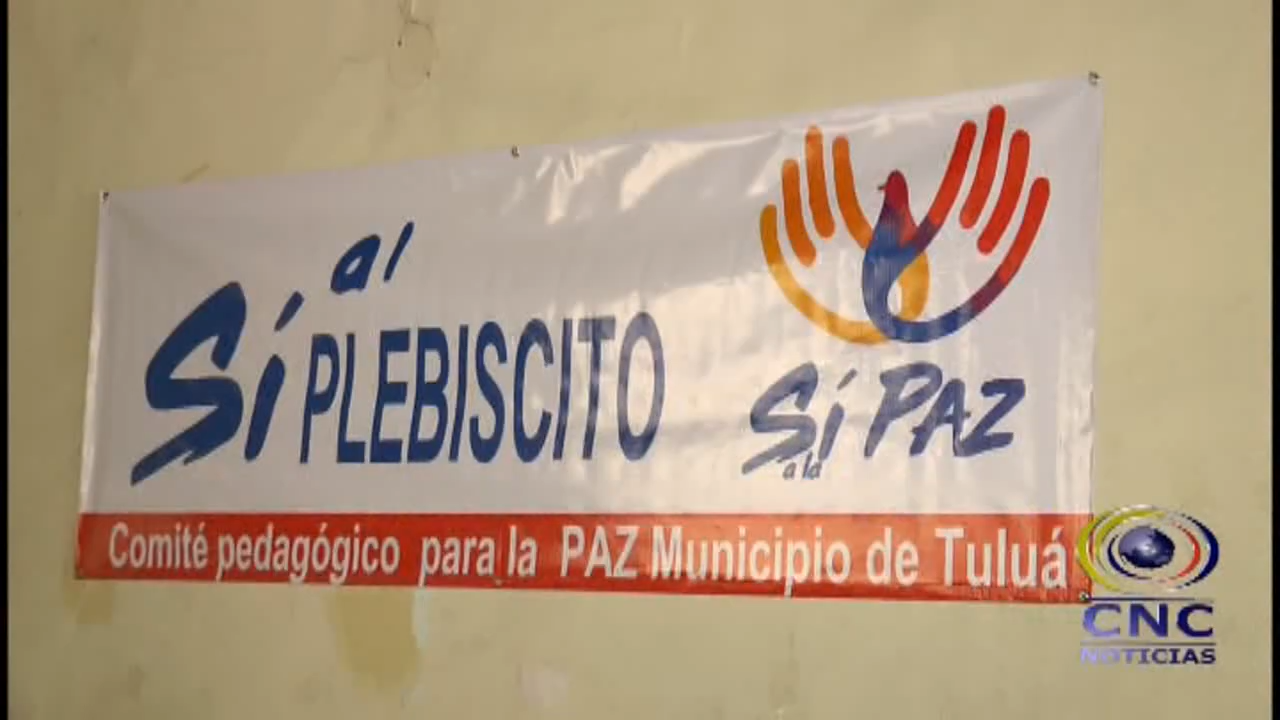 Sí al PLEBISCITO
Sí a la PAZ
Comité pedagógico para la PAZ Municipio de Tuluá
CNC
NOTICIAS